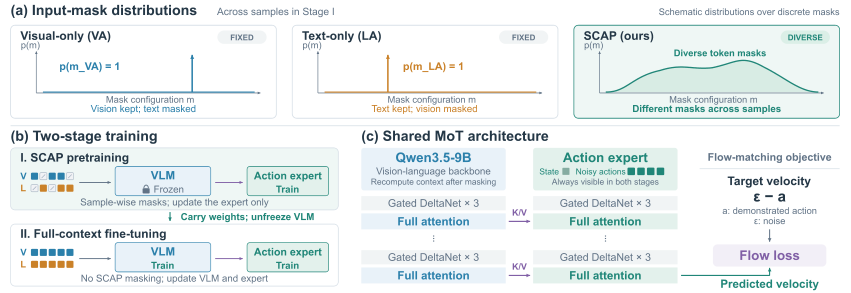 (a) Input-mask distributions Across samples in Stage I Schematic distributions over discrete masks
Visual-only (VA) FIXED
p(m)
p(m_VA) = 1
Mask configuration m
Vision kept; text masked
Text-only (LA) FIXED
p(m)
p(m_LA) = 1
Mask configuration m
Text kept; vision masked
SCAP (ours) DIVERSE
p(m)
Diverse token masks
Mask configuration m
Different masks across samples
(b) Two-stage training
I. SCAP pretraining
V
L
VLM
Frozen
Action expert
Train
Sample-wise masks; update the expert only
Carry weights; unfreeze VLM
II. Full-context fine-tuning
V
L
VLM
Train
Action expert
Train
No SCAP masking; update VLM and expert
(c) Shared MoT architecture
Qwen3.5-9B
Vision-language backbone
Recompute context after masking
Action expert
State Noisy actions
Always visible in both stages
Gated DeltaNet × 3
Full attention
⋮
Gated DeltaNet × 3
Full attention
K/V
K/V
Gated DeltaNet × 3
Full attention
⋮
Gated DeltaNet × 3
Full attention
Flow-matching objective
Target velocity
ε − a
a: demonstrated action
ε: noise
Flow loss
Predicted velocity